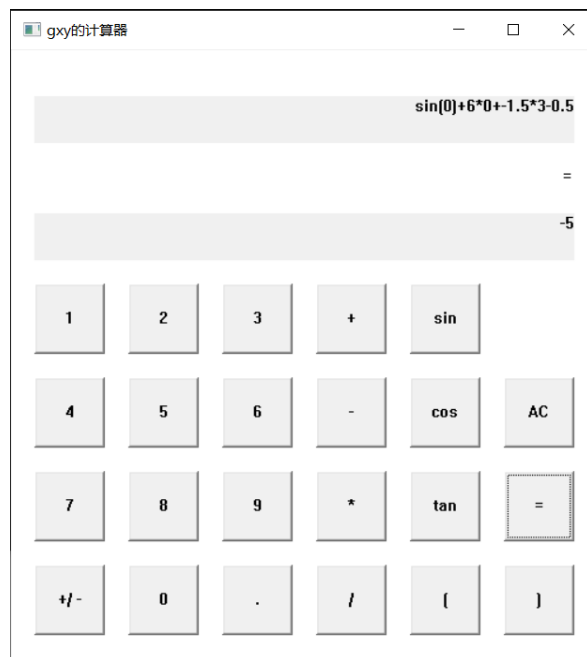 gxy的计算器
sin(0)+6*0+-1.5*3-0.5
=
-5
1 2 3 + sin
4 5 6 - cos AC
7 8 9 * tan =
+/- 0 . / ( )